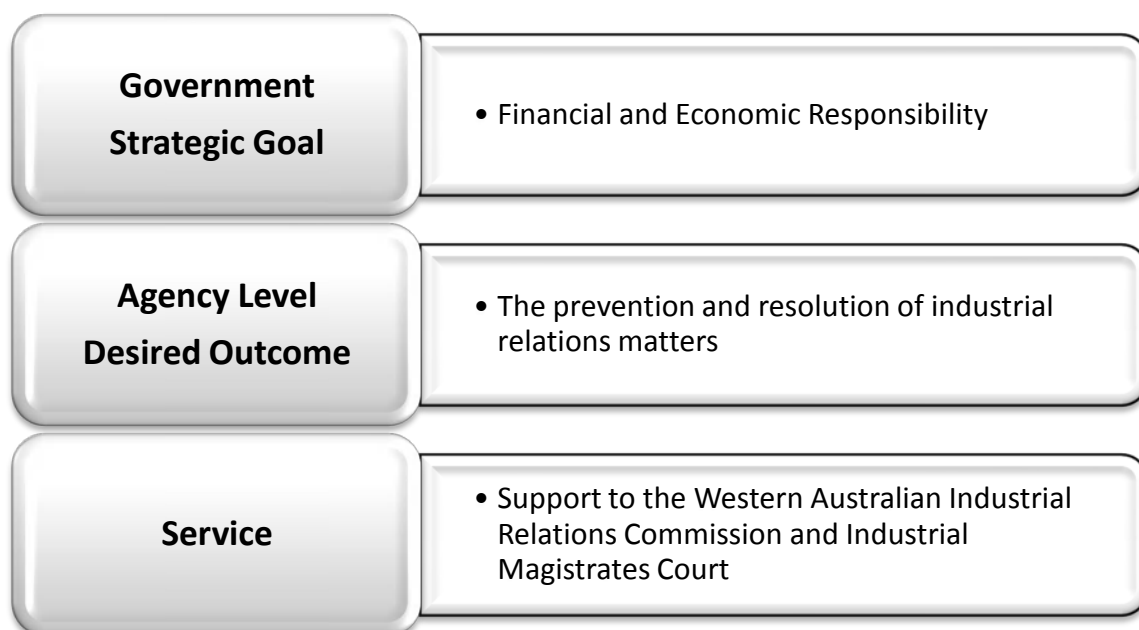 Government
Strategic Goal
• Financial and Economic Responsibility
Agency Level
Desired Outcome
• The prevention and resolution of industrial
relations matters
Service
• Support to the Western Australian Industrial
Relations Commission and Industrial
Magistrates Court